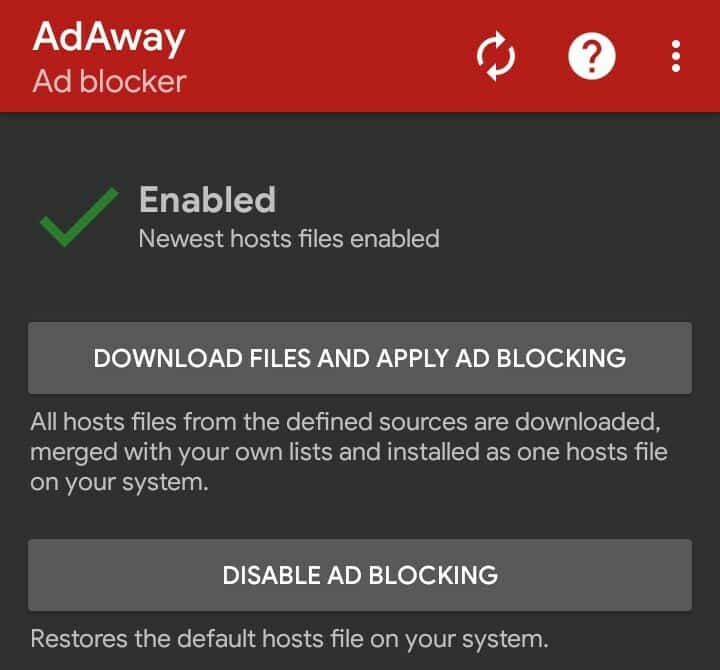 AdAway
Ad blocker
?
Enabled
Newest hosts files enabled
DOWNLOAD FILES AND APPLY AD BLOCKING
All hosts files from the defined sources are downloaded,
merged with your own lists and installed as one hosts file
on your system.
DISABLE AD BLOCKING
Restores the default hosts file on your system.